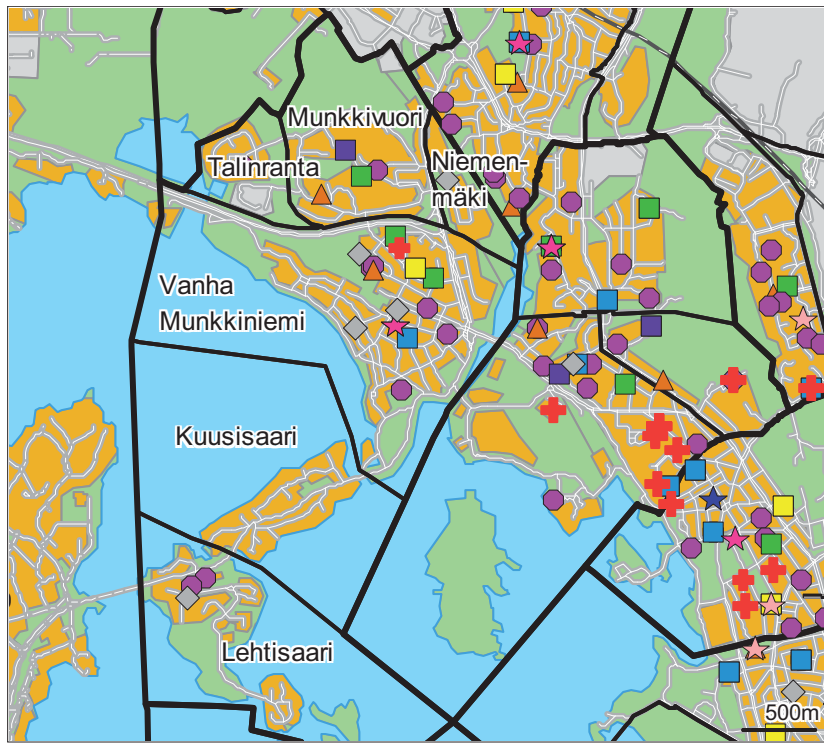 Munkkivuori
Talinranta
Niemen-
mäki
Vanha
Munkkiniemi
Kuusisaari
Lehtisaari
500m